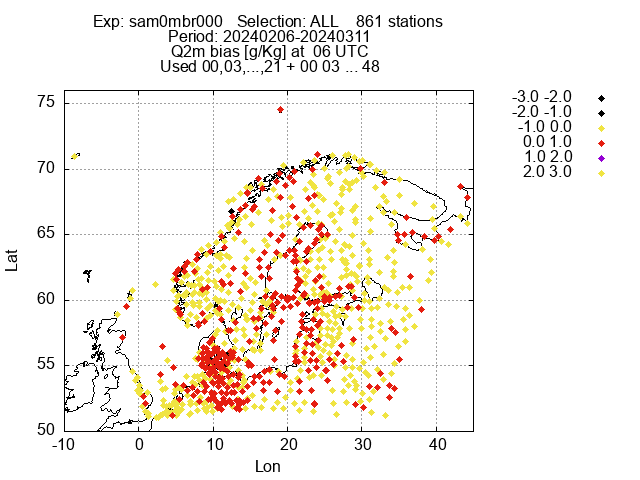 Exp: sam0mbr000   Selection: ALL    861 stations
Period: 20240206-20240311
Q2m bias [g/Kg] at  06 UTC
Used 00,03,...,21 + 00 03 ... 48
-3.0 -2.0
-2.0 -1.0
-1.0 0.0
0.0 1.0
1.0 2.0
2.0 3.0
75
70
65
60
55
50
Lat
-10 0 10 20 30 40
Lon